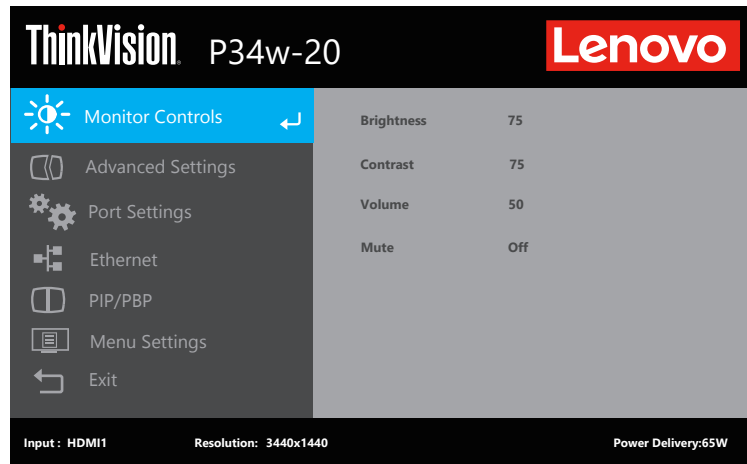 ThinkVision. P34w-20 Lenovo
Monitor Controls
Advanced Settings
Port Settings
Ethernet
PIP/PBP
Menu Settings
Exit
Brightness 75
Contrast 75
Volume 50
Mute Off
Input : HDMI1 Resolution: 3440x1440 Power Delivery:65W